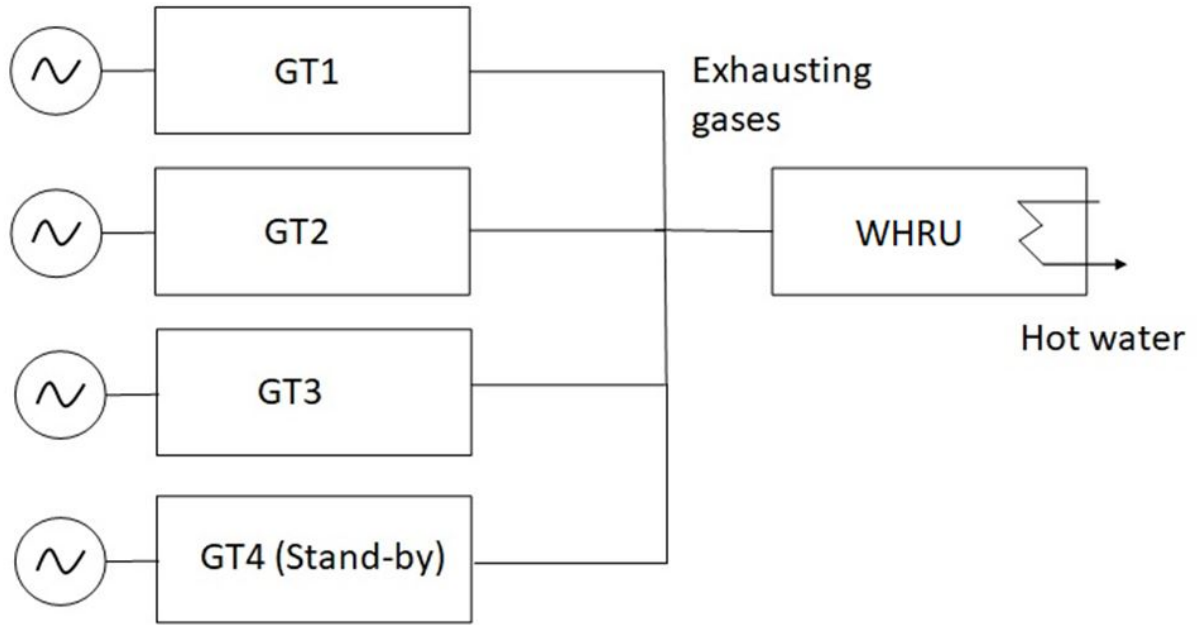 GT1
Exhausting
gases
GT2
WHRU
Hot water
GT3
GT4 (Stand-by)